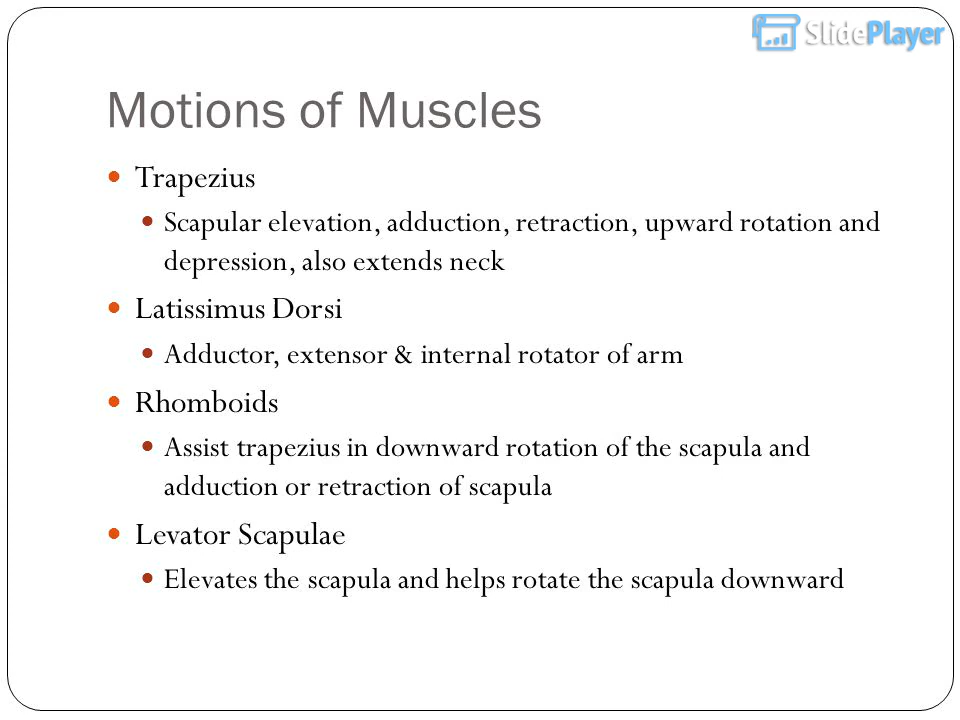 SlidePlayer
Motions of Muscles
Trapezius
Scapular elevation, adduction, retraction, upward rotation and
depression, also extends neck
Latissimus Dorsi
Adductor, extensor & internal rotator of arm
Rhomboids
Assist trapezius in downward rotation of the scapula and
adduction or retraction of scapula
Levator Scapulae
Elevates the scapula and helps rotate the scapula downward